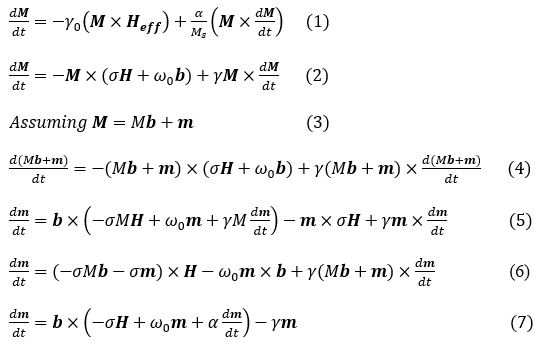 d𝑴/dt = −γ₀(𝑴 × 𝑯ₑff) + α/Mₛ (𝑴 × d𝑴/dt) (1)
d𝑴/dt = −𝑴 × (σ𝑯 + ω₀𝒃) + γ𝑴 × d𝑴/dt (2)
Assuming 𝑴 = M𝒃 + 𝒎 (3)
d(M𝒃+𝒎)/dt = −(M𝒃 + 𝒎) × (σ𝑯 + ω₀𝒃) + γ(M𝒃 + 𝒎) × d(M𝒃+𝒎)/dt (4)
d𝒎/dt = 𝒃 × (−σM𝑯 + ω₀𝒎 + γM d𝒎/dt) − 𝒎 × σ𝑯 + γ𝒎 × d𝒎/dt (5)
d𝒎/dt = (−σM𝒃 − σ𝒎) × 𝑯 − ω₀𝒎 × 𝒃 + γ(M𝒃 + 𝒎) × d𝒎/dt (6)
d𝒎/dt = 𝒃 × (−σ𝑯 + ω₀𝒎 + α d𝒎/dt) − γ𝒎 (7)